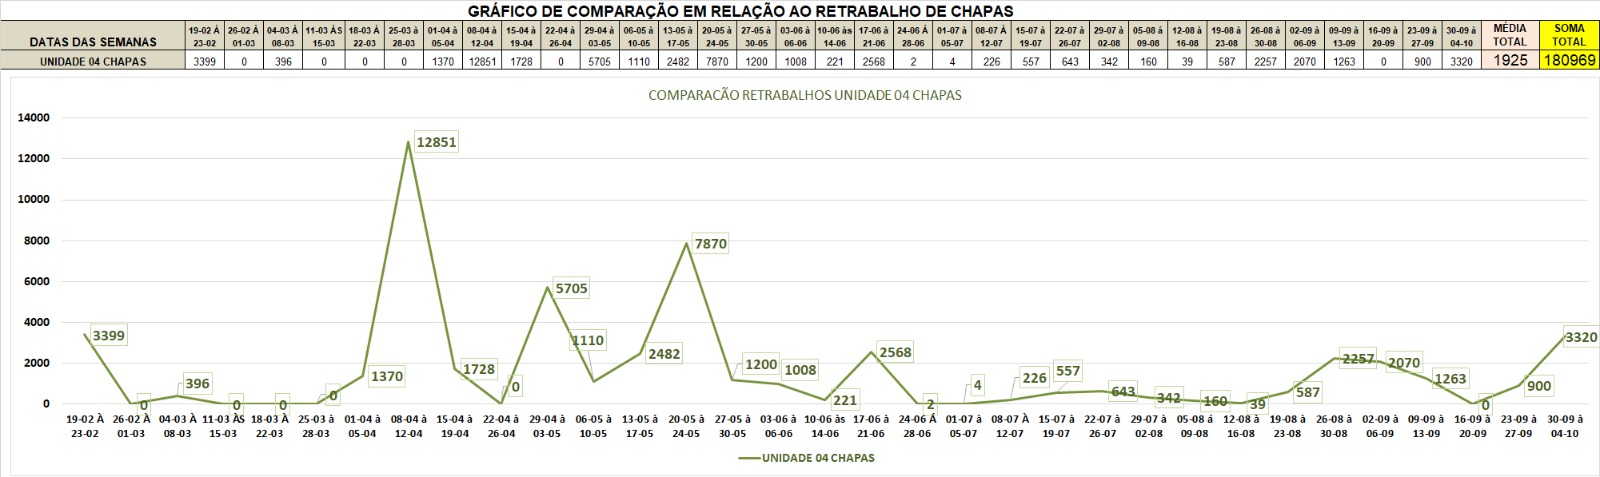 GRÁFICO DE COMPARAÇÃO EM RELAÇÃO AO RETRABALHO DE CHAPAS
DATAS DAS SEMANAS 19-02 À 23-02 26-02 À 01-03 04-03 À 08-03 11-03 ÀS 15-03 18-03 À 22-03 25-03 à 28-03 01-04 à 05-04 08-04 à 12-04 15-04 à 19-04 22-04 à 26-04 29-04 à 03-05 06-05 à 10-05 13-05 à 17-05 20-05 à 24-05 27-05 à 30-05 03-06 à 06-06 10-06 às 14-06 17-06 à 21-06 24-06 Á 28-06 01-07 à 05-07 08-07 À 12-07 15-07 à 19-07 22-07 à 26-07 29-07 à 02-08 05-08 à 09-08 12-08 à 16-08 19-08 à 23-08 26-08 à 30-08 02-09 à 06-09 09-09 à 13-09 16-09 à 20-09 23-09 à 27-09 30-09 à 04-10 MÉDIA TOTAL SOMA TOTAL
UNIDADE 04 CHAPAS 3399 0 396 0 0 0 1370 12851 1728 0 5705 1110 2482 7870 1200 1008 221 2568 2 4 226 557 643 342 160 39 587 2257 2070 1263 0 900 3320 1925 180969
COMPARACÃO RETRABALHOS UNIDADE 04 CHAPAS
14000
12000
10000
8000
6000
4000
2000
0
3399 0 396 0 0 0 1370 12851 1728 0 5705 1110 2482 7870 1200 1008 221 2568 2 4 226 557 643 342 160 39 587 2257 2070 1263 0 900 3320
19-02 À 26-02 À 04-03 À 11-03 ÀS 18-03 À 25-03 à 01-04 à 08-04 à 15-04 à 22-04 à 29-04 à 06-05 à 13-05 à 20-05 à 27-05 à 03-06 à 10-06 às 17-06 à 24-06 Á 01-07 à 08-07 À 15-07 à 22-07 à 29-07 à 05-08 à 12-08 à 19-08 à 26-08 à 02-09 à 09-09 à 16-09 à 23-09 à 30-09 à
23-02 01-03 08-03 15-03 22-03 28-03 05-04 12-04 19-04 26-04 03-05 10-05 17-05 24-05 30-05 06-06 14-06 21-06 28-06 05-07 12-07 19-07 26-07 02-08 09-08 16-08 23-08 30-08 06-09 13-09 20-09 27-09 04-10
UNIDADE 04 CHAPAS